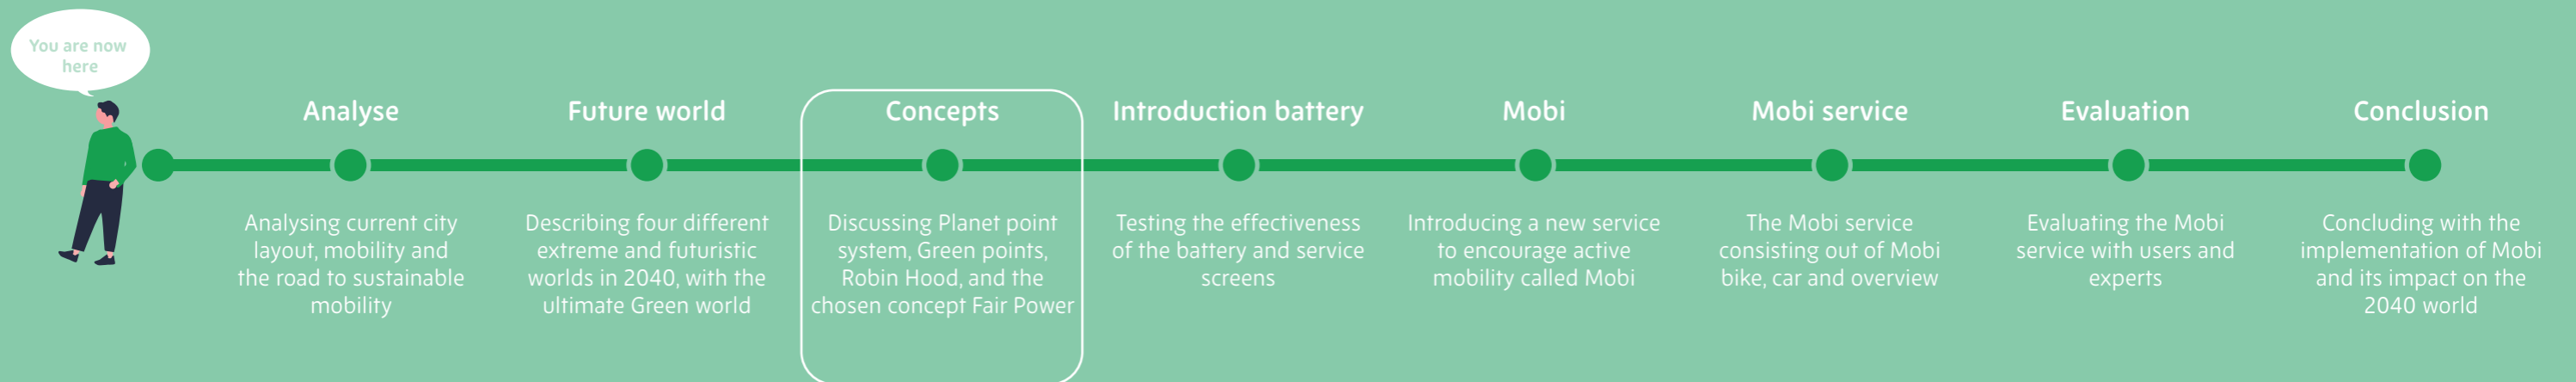 You are now
here
Analyse
Analysing current city
layout, mobility and
the road to sustainable
mobility
Future world
Describing four different
extreme and futuristic
worlds in 2040, with the
ultimate Green world
Concepts
Discussing Planet point
system, Green points,
Robin Hood, and the
chosen concept Fair Power
Introduction battery
Testing the effectiveness
of the battery and service
screens
Mobi
Introducing a new service
to encourage active
mobility called Mobi
Mobi service
The Mobi service
consisting out of Mobi
bike, car and overview
Evaluation
Evaluating the Mobi
service with users and
experts
Conclusion
Concluding with the
implementation of Mobi
and its impact on the
2040 world